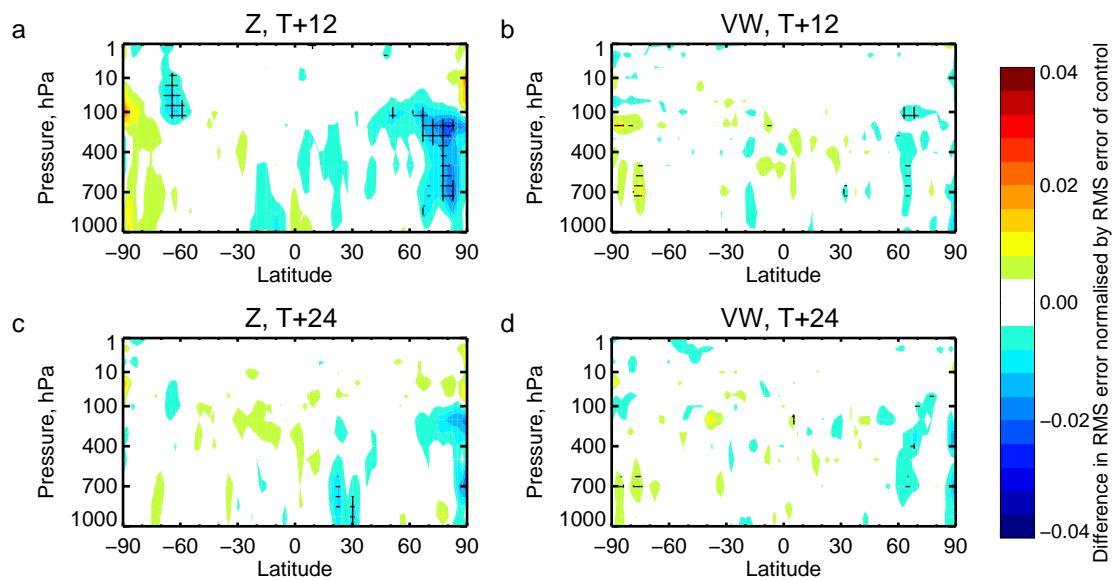 a
Z, T+12
1
10
100
400
700
1000
Pressure, hPa
−90 −60 −30 0 30 60 90
Latitude
b
VW, T+12
1
10
100
400
700
1000
Pressure, hPa
−90 −60 −30 0 30 60 90
Latitude
c
Z, T+24
1
10
100
400
700
1000
Pressure, hPa
−90 −60 −30 0 30 60 90
Latitude
d
VW, T+24
1
10
100
400
700
1000
Pressure, hPa
−90 −60 −30 0 30 60 90
Latitude
0.04
0.02
0.00
−0.02
−0.04
Difference in RMS error normalised by RMS error of control